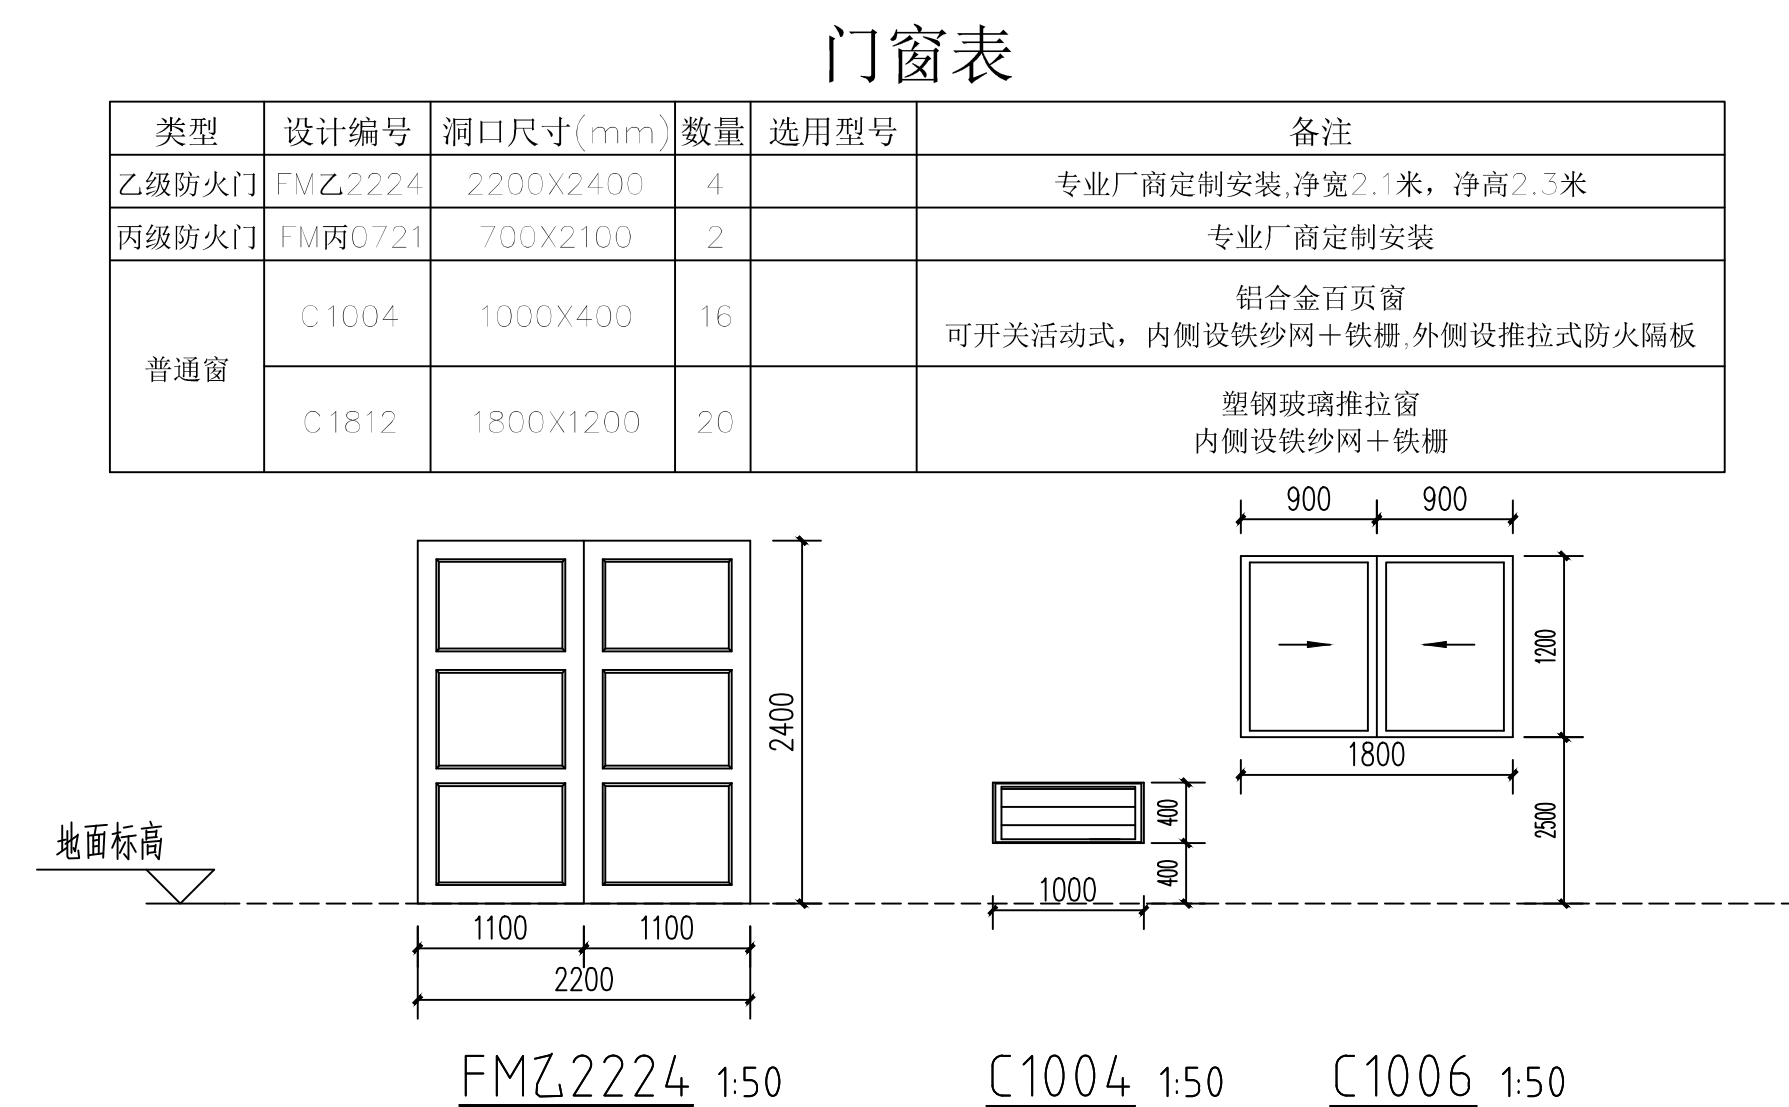 门窗表
类型 设计编号 洞口尺寸(mm) 数量 选用型号 备注
乙级防火门 FM乙2224 2200X2400 4 专业厂商定制安装,净宽2.1米，净高2.3米
丙级防火门 FM丙0721 700X2100 2 专业厂商定制安装
普通窗
C1004 1000X400 16
铝合金百页窗
可开关活动式，内侧设铁纱网＋铁栅,外侧设推拉式防火隔板
C1812 1800X1200 20
塑钢玻璃推拉窗
内侧设铁纱网＋铁栅
900 900
1200
1800
2500
2400
400
400
1000
地面标高
1100 1100
2200
FM乙2224 1:50
C1004 1:50
C1006 1:50